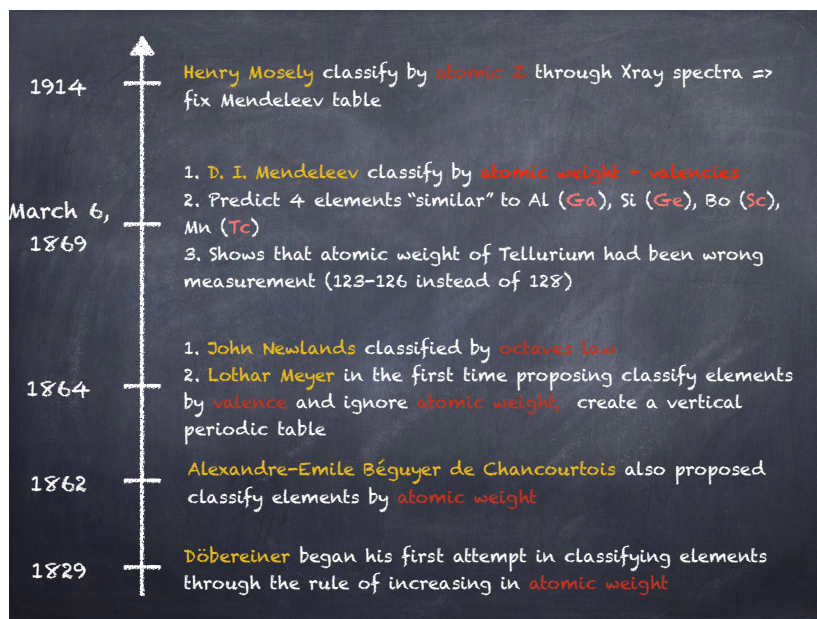 1914
Henry Mosely classify by atomic Z through Xray spectra =>
fix Mendeleev table
March 6,
1869
1. D. I. Mendeleev classify by atomic weight + valencies
2. Predict 4 elements “similar” to Al (Ga), Si (Ge), Bo (Sc),
Mn (Tc)
3. Shows that atomic weight of Tellurium had been wrong
measurement (123-126 instead of 128)
1864
1. John Newlands classified by octaves law
2. Lothar Meyer in the first time proposing classify elements
by valence and ignore atomic weight, create a vertical
periodic table
1862
Alexandre-Emile Béguyer de Chancourtois also proposed
classify elements by atomic weight
1829
Döbereiner began his first attempt in classifying elements
through the rule of increasing in atomic weight